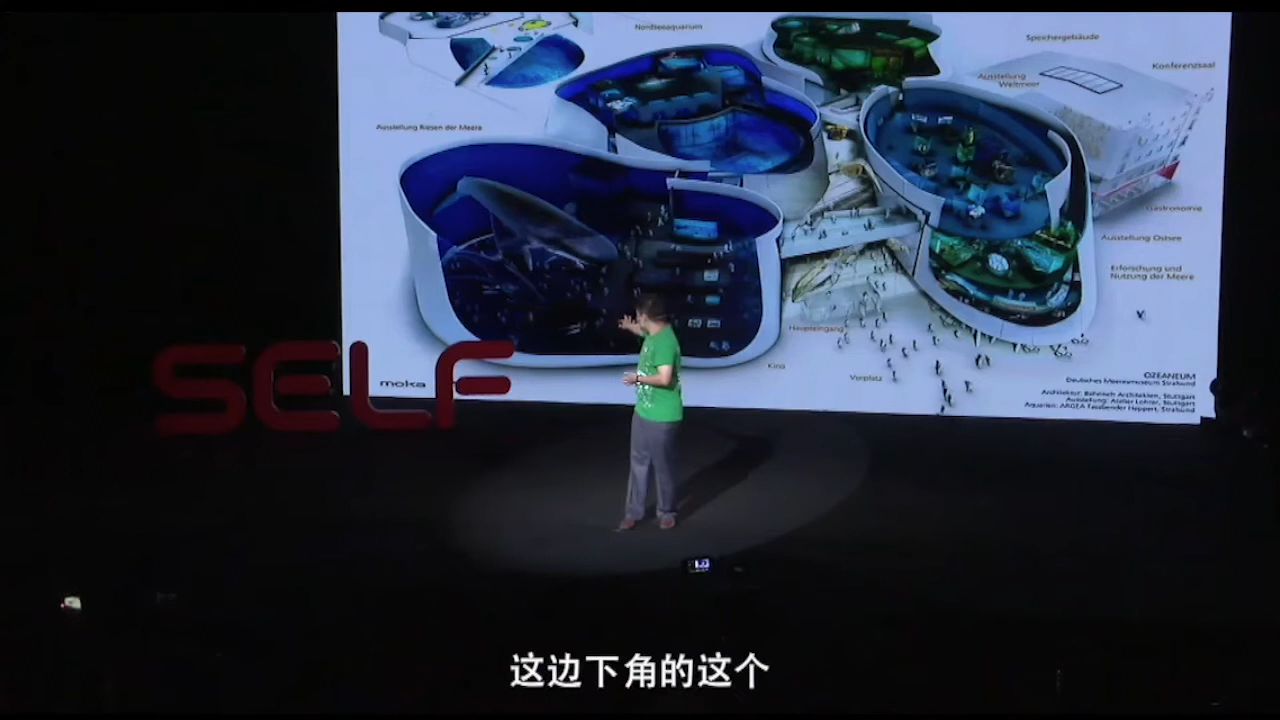 Nordseeaquarium
Speichergebäude
Konferenzsaal
Ausstellung
Weltmeer
Ausstellung Riesen der Meere
Gastronomie
Ausstellung Ostsee
Erforschung und
Nutzung der Meere
Haupteingang
Kino
Vorplatz
moka
OZEANEUM
Deutsches Meeresmuseum Stralsund
Architektur: Behnisch Architekten, Stuttgart
Ausstellung: Atelier Lohrer, Stuttgart
SELF
这边下角的这个